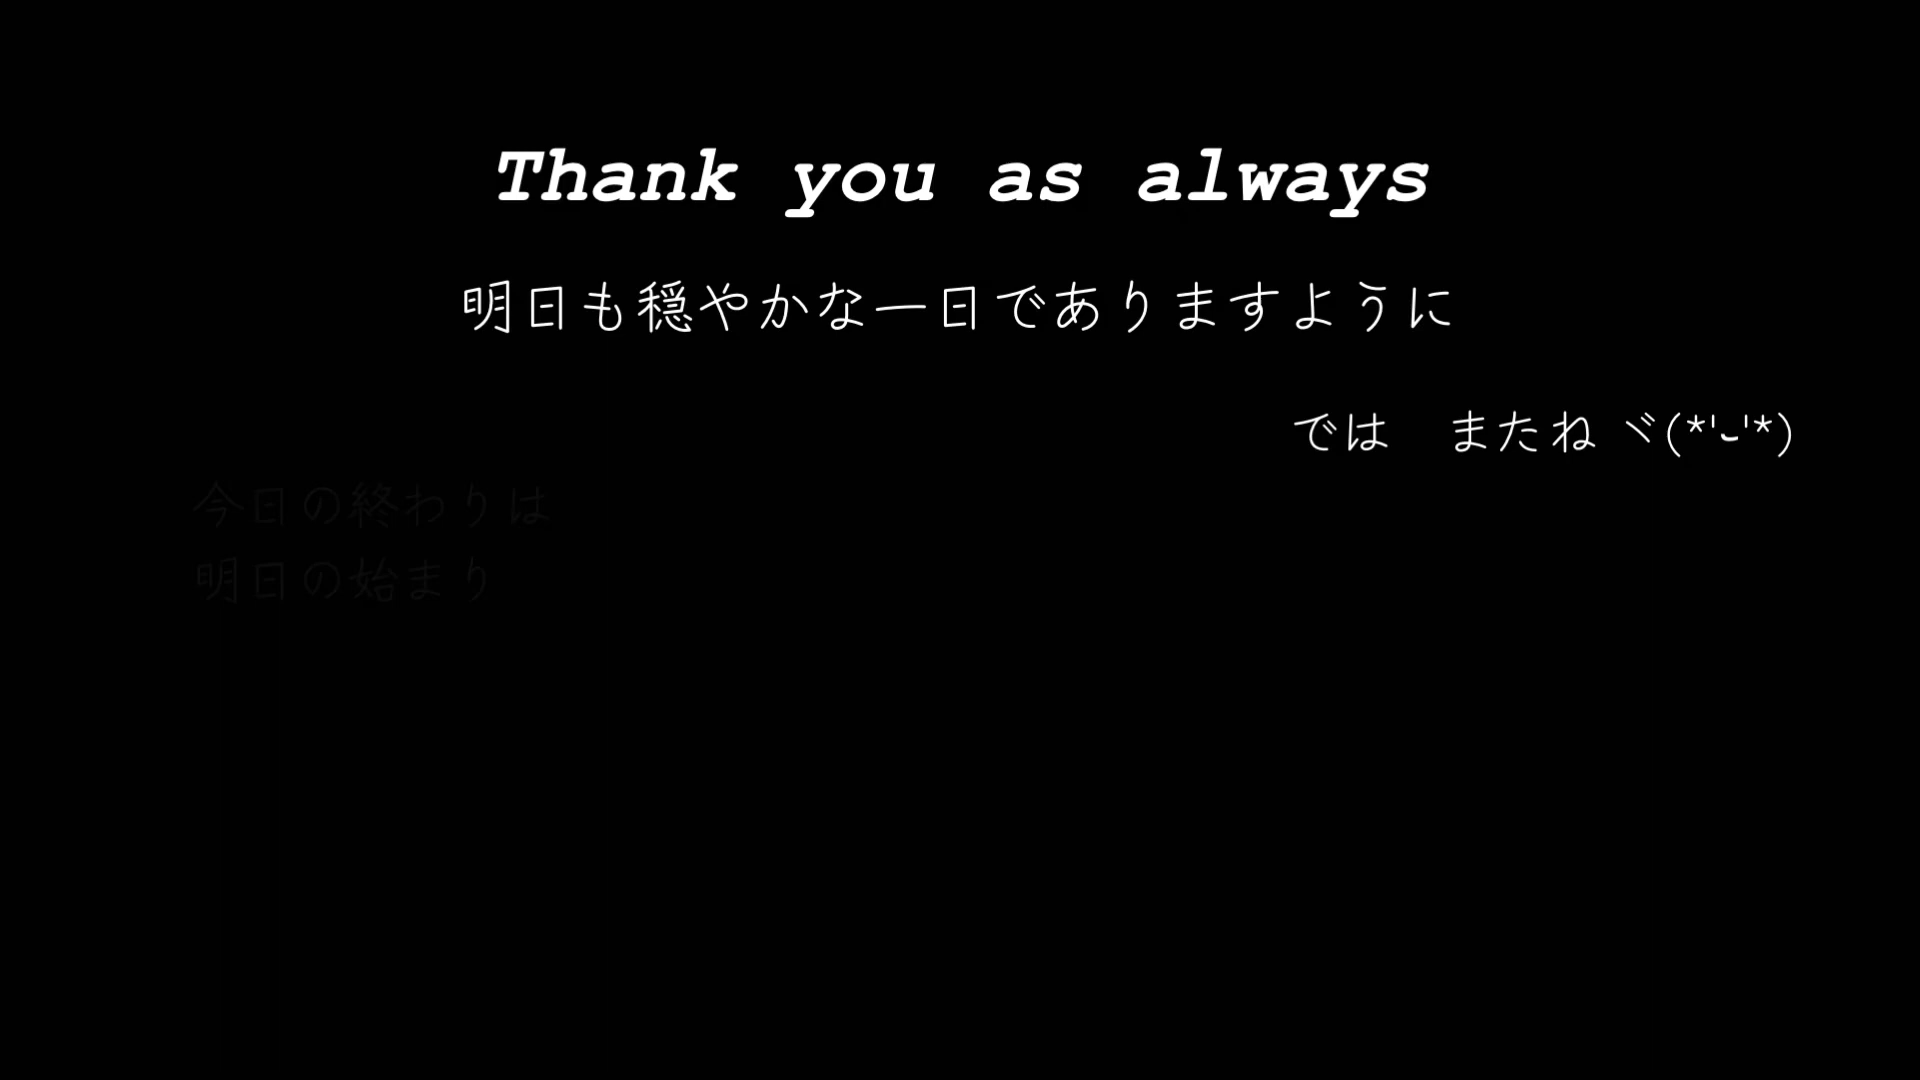 Thank you as always
明日も穏やかな一日でありますように
では　またね ヾ(*'ᴗ'*)
今日の終わりは
明日の始まり